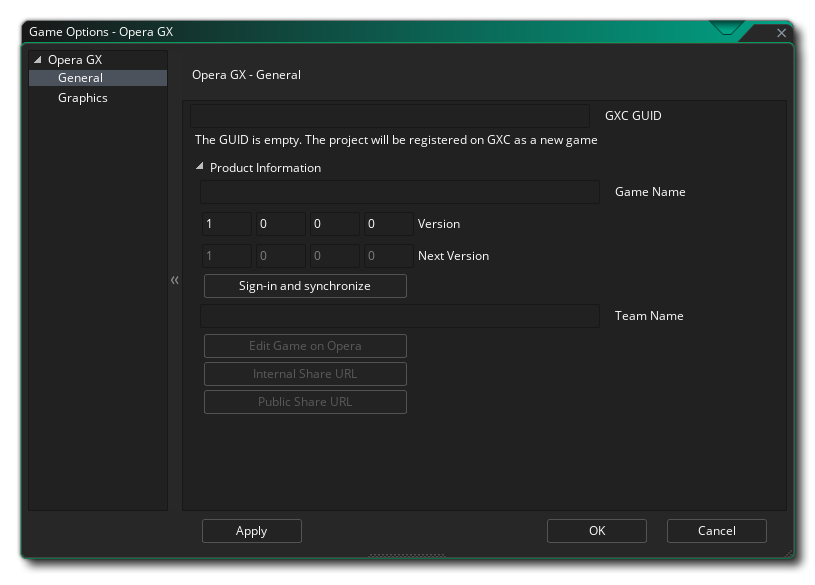 Game Options - Opera GX
Opera GX
General
Graphics
Opera GX - General
GXC GUID
The GUID is empty. The project will be registered on GXC as a new game
Product Information
Game Name
1 0 0 0 Version
1 0 0 0 Next Version
Sign-in and synchronize
Team Name
Edit Game on Opera
Internal Share URL
Public Share URL
Apply OK Cancel